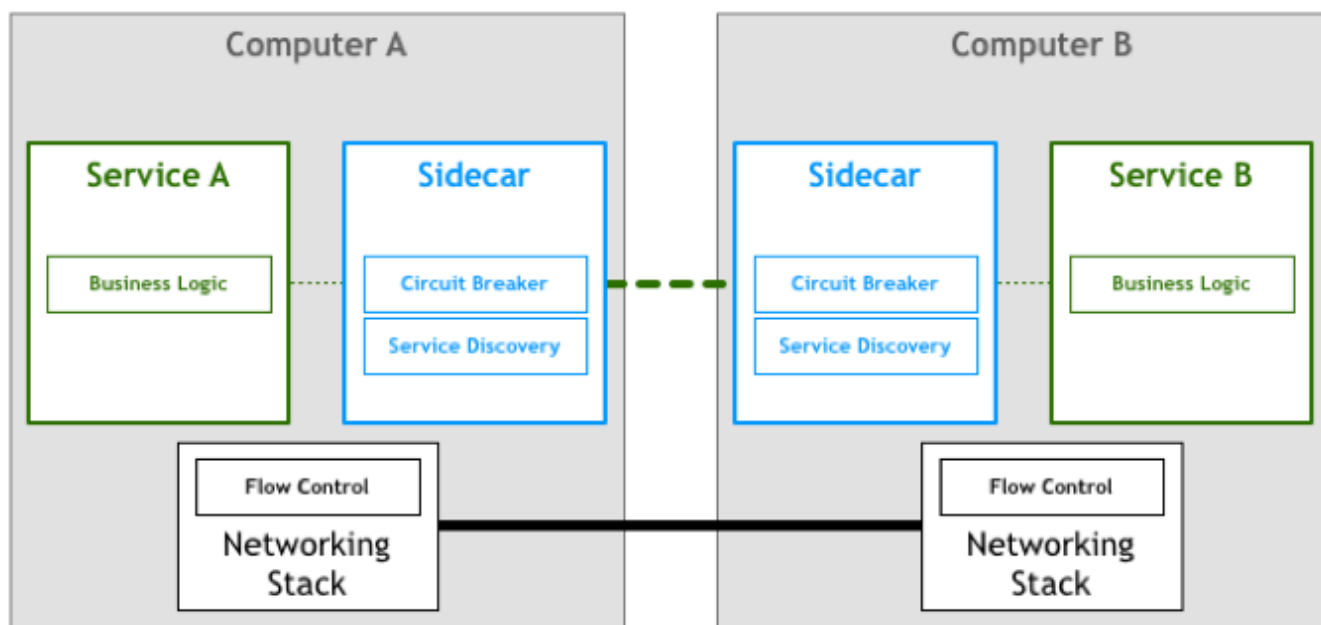 Computer A
Computer B
Service A
Sidecar
Sidecar
Service B
Business Logic
Circuit Breaker
Circuit Breaker
Business Logic
Service Discovery
Service Discovery
Flow Control
Flow Control
Networking
Stack
Networking
Stack